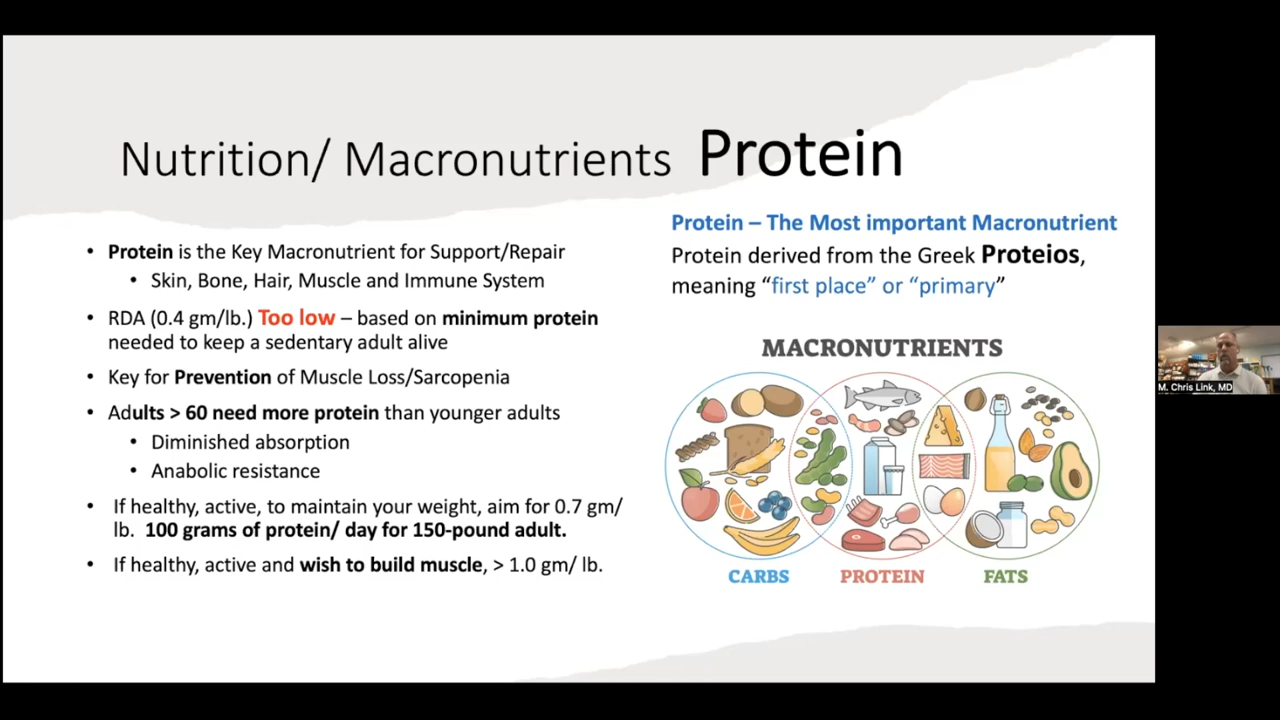 Nutrition/ Macronutrients Protein
• Protein is the Key Macronutrient for Support/Repair
• Skin, Bone, Hair, Muscle and Immune System
• RDA (0.4 gm/lb.) Too low – based on minimum protein
needed to keep a sedentary adult alive
• Key for Prevention of Muscle Loss/Sarcopenia
• Adults > 60 need more protein than younger adults
• Diminished absorption
• Anabolic resistance
• If healthy, active, to maintain your weight, aim for 0.7 gm/
lb. 100 grams of protein/ day for 150-pound adult.
• If healthy, active and wish to build muscle, > 1.0 gm/ lb.
Protein – The Most important Macronutrient
Protein derived from the Greek Proteios,
meaning “first place” or “primary”
MACRONUTRIENTS
CARBS
PROTEIN
FATS
M. Chris Link, MD